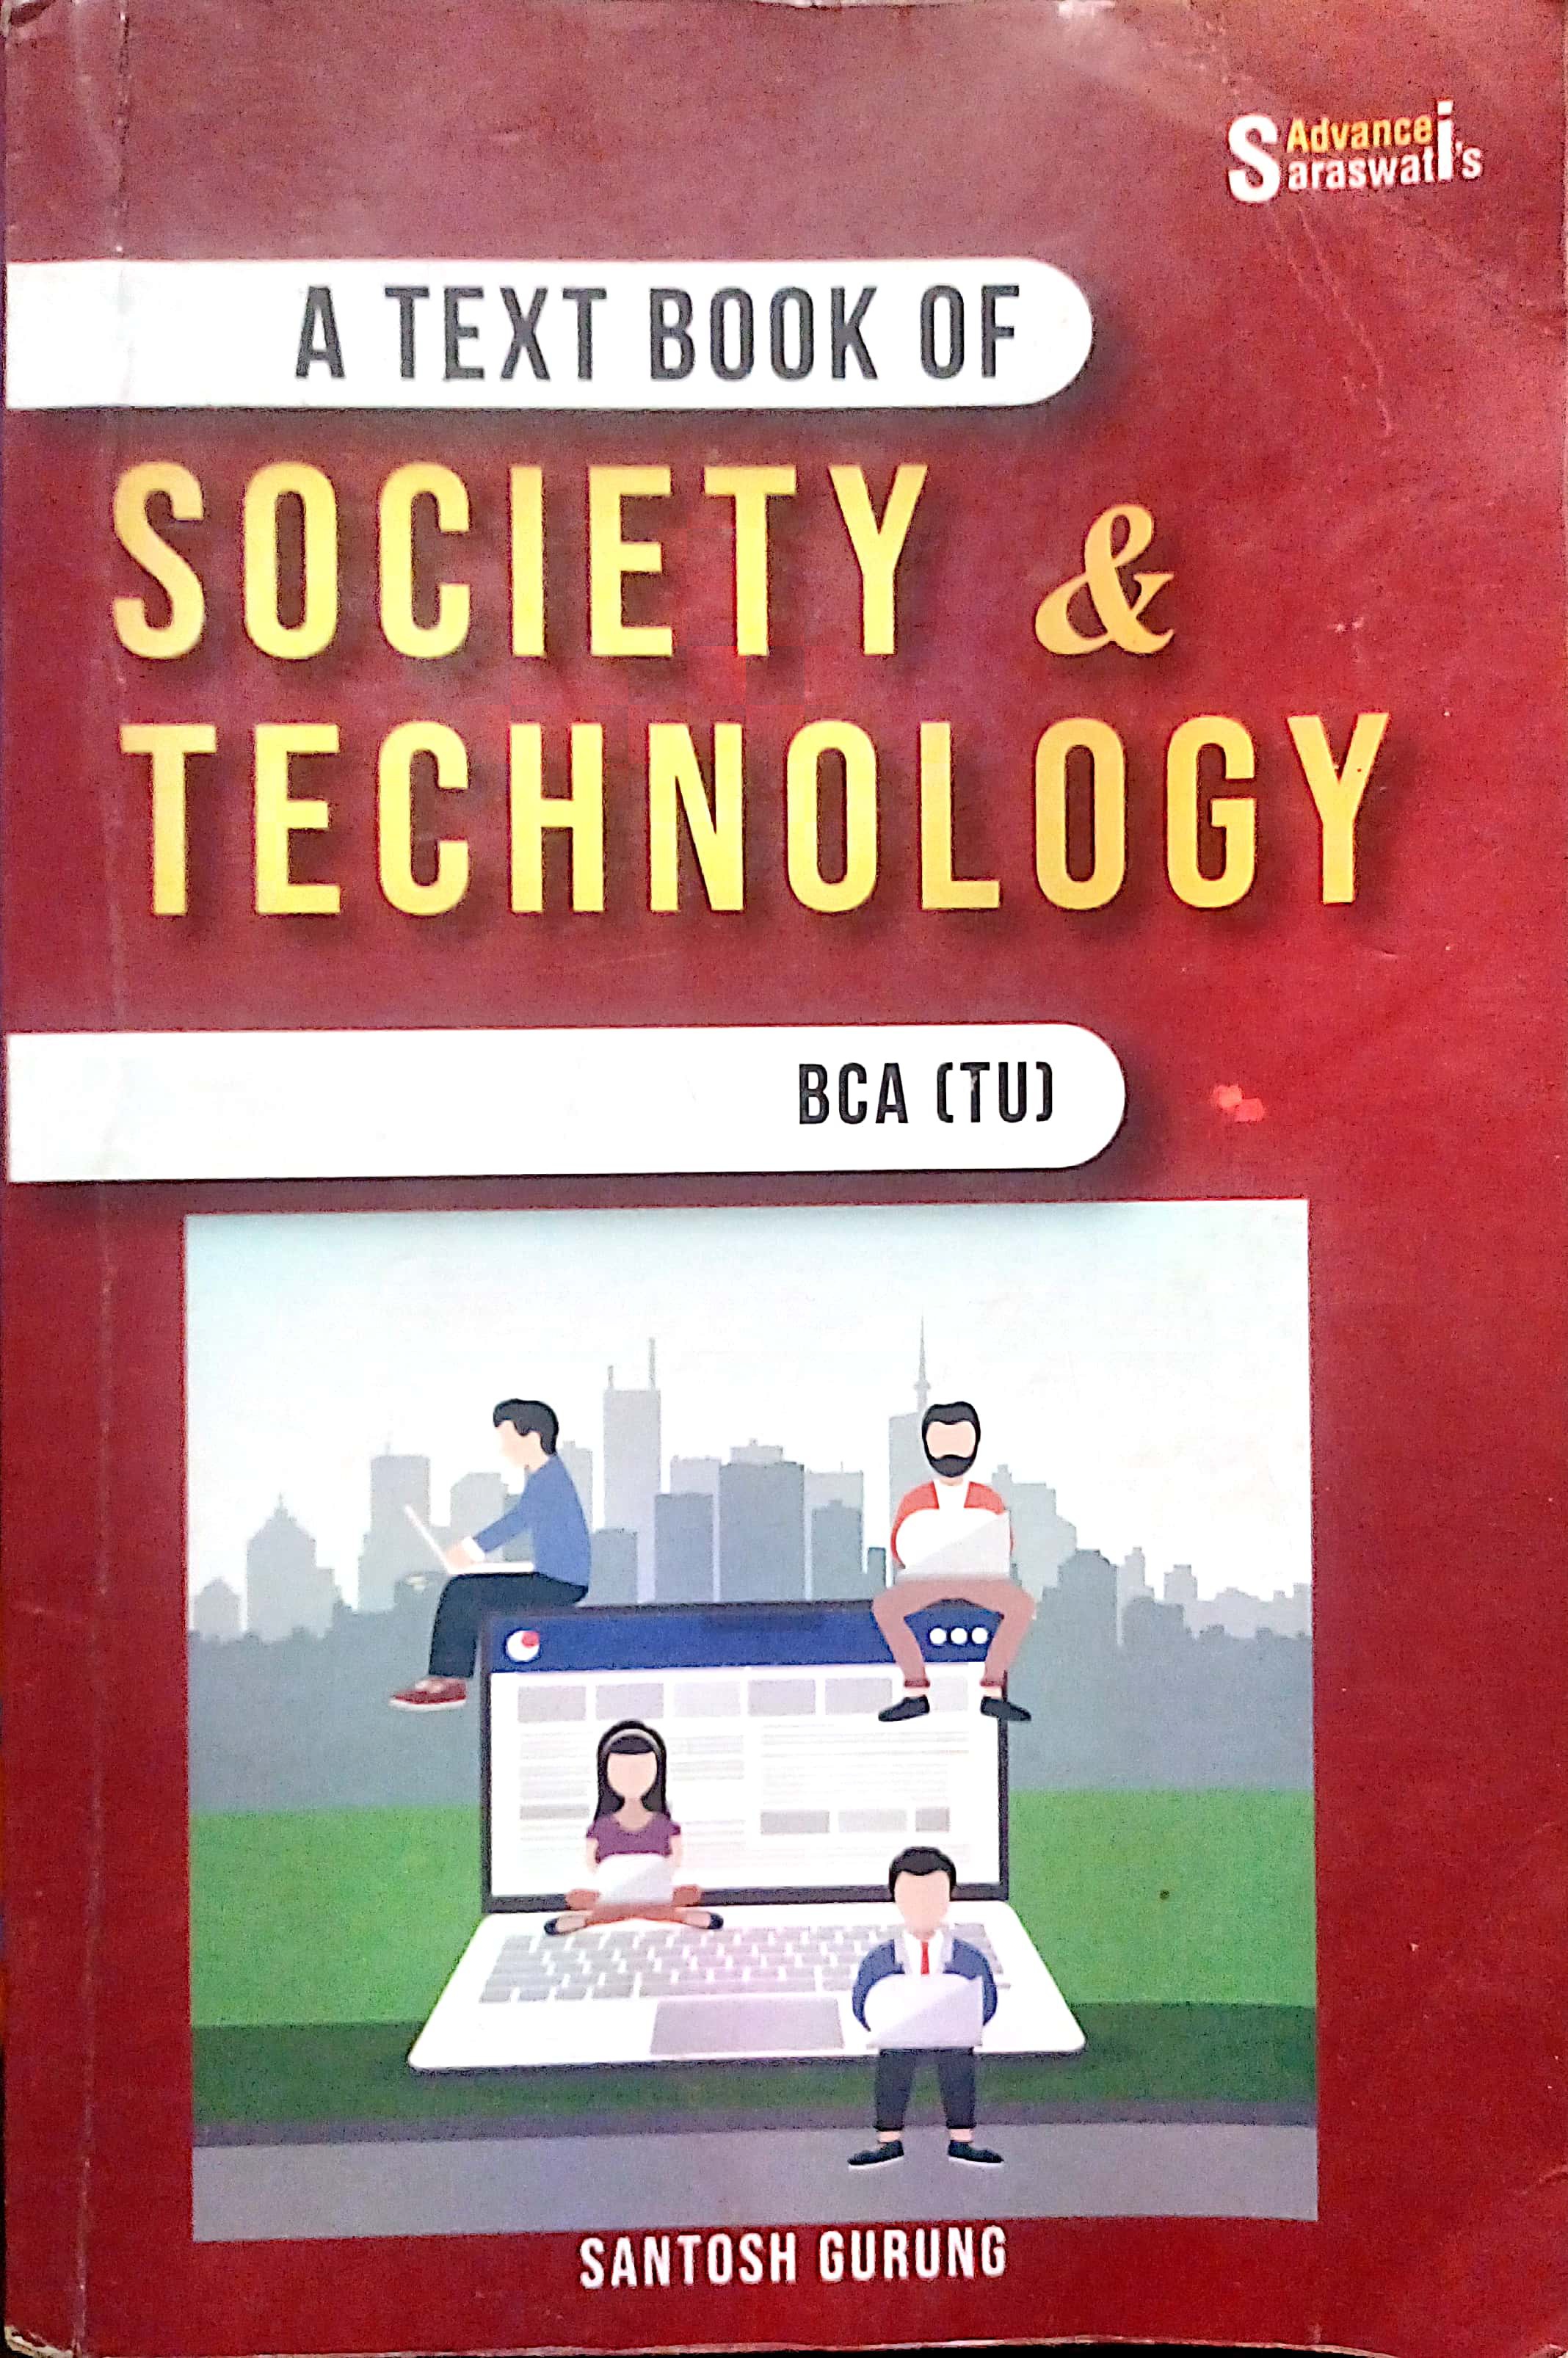 Advance
Saraswati's
A TEXT BOOK OF
SOCIETY &
TECHNOLOGY
BCA (TU)
SANTOSH GURUNG